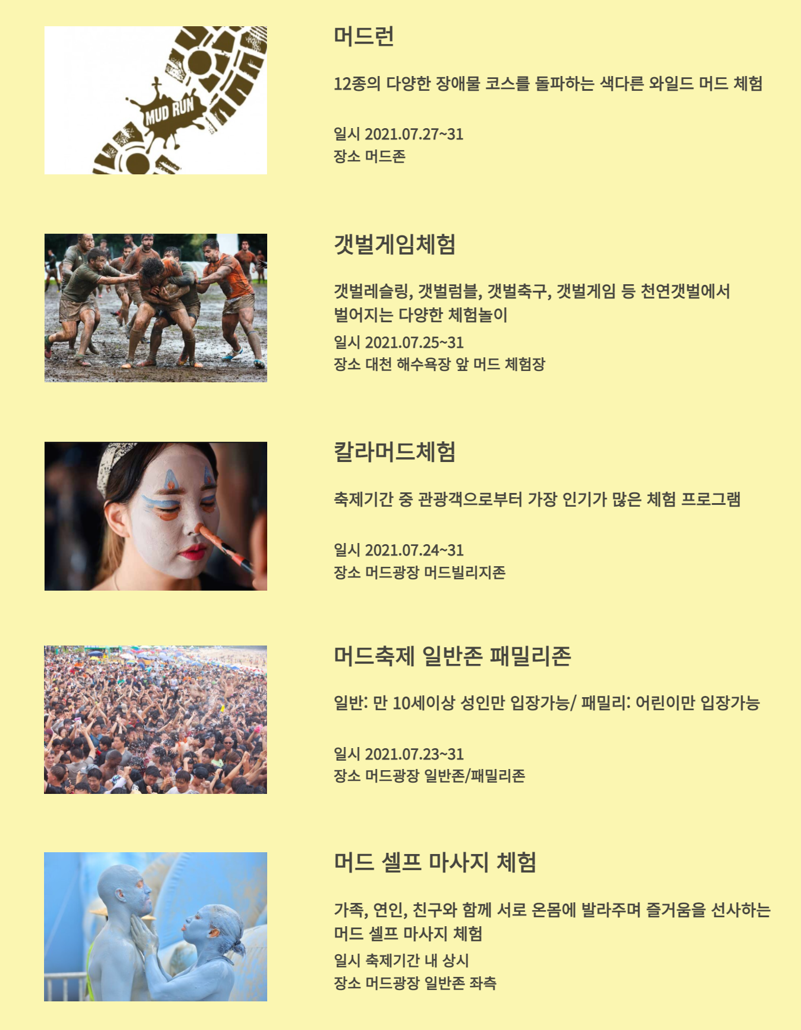 머드런
12종의 다양한 장애물 코스를 돌파하는 색다른 와일드 머드 체험
일시 2021.07.27~31
장소 머드존
MUD RUN
갯벌게임체험
갯벌레슬링, 갯벌럼블, 갯벌축구, 갯벌게임 등 천연갯벌에서
벌어지는 다양한 체험놀이
일시 2021.07.25~31
장소 대천 해수욕장 앞 머드 체험장
칼라머드체험
축제기간 중 관광객으로부터 가장 인기가 많은 체험 프로그램
일시 2021.07.24~31
장소 머드광장 머드빌리지존
머드축제 일반존 패밀리존
일반: 만 10세이상 성인만 입장가능/ 패밀리: 어린이만 입장가능
일시 2021.07.23~31
장소 머드광장 일반존/패밀리존
머드 셀프 마사지 체험
가족, 연인, 친구와 함께 서로 온몸에 발라주며 즐거움을 선사하는
머드 셀프 마사지 체험
일시 축제기간 내 상시
장소 머드광장 일반존 좌측